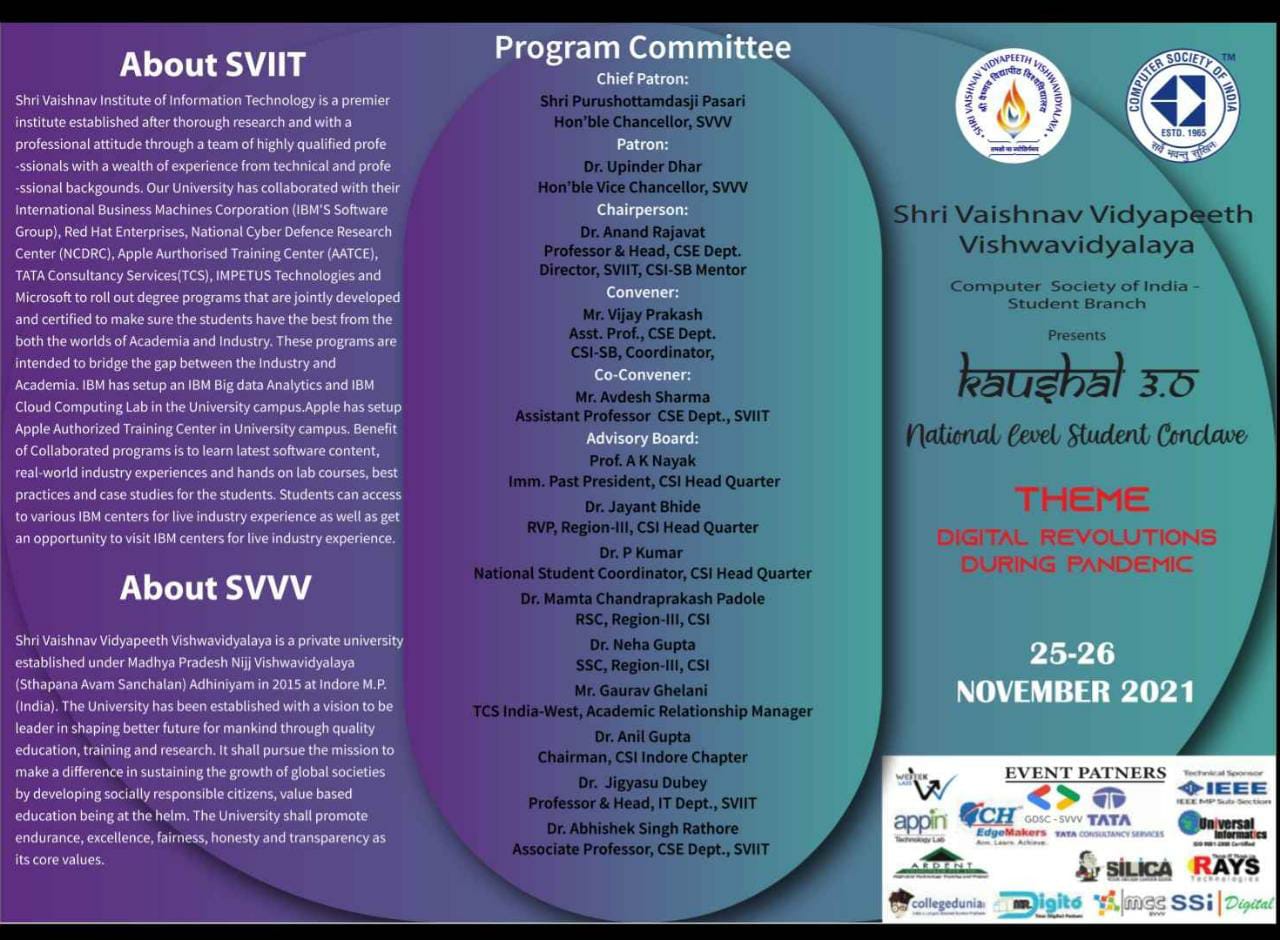 About SVIIT
Shri Vaishnav Institute of Information Technology is a premier
institute established after thorough research and with a
professional attitude through a team of highly qualified profe
-ssionals with a wealth of experience from technical and profe
-ssional backgounds. Our University has collaborated with their
International Business Machines Corporation (IBM'S Software
Group), Red Hat Enterprises, National Cyber Defence Research
Center (NCDRC), Apple Aurthorised Training Center (AATCE),
TATA Consultancy Services(TCS), IMPETUS Technologies and
Microsoft to roll out degree programs that are jointly developed
and certified to make sure the students have the best from the
both the worlds of Academia and Industry. These programs are
intended to bridge the gap between the Industry and
Academia. IBM has setup an IBM Big data Analytics and IBM
Cloud Computing Lab in the University campus.Apple has setup
Apple Authorized Training Center in University campus. Benefit
of Collaborated programs is to learn latest software content,
real-world industry experiences and hands on lab courses, best
practices and case studies for the students. Students can access
to various IBM centers for live industry experience as well as get
an opportunity to visit IBM centers for live industry experience.
About SVVV
Shri Vaishnav Vidyapeeth Vishwavidyalaya is a private university
established under Madhya Pradesh Nijj Vishwavidyalaya
(Sthapana Avam Sanchalan) Adhiniyam in 2015 at Indore M.P.
(India). The University has been established with a vision to be
leader in shaping better future for mankind through quality
education, training and research. It shall pursue the mission to
make a difference in sustaining the growth of global societies
by developing socially responsible citizens, value based
education being at the helm. The University shall promote
endurance, excellence, fairness, honesty and transparency as
its core values.
Program Committee
Chief Patron:
Shri Purushottamdasji Pasari
Hon'ble Chancellor, SVVV
Patron:
Dr. Upinder Dhar
Hon'ble Vice Chancellor, SVVV
Chairperson:
Dr. Anand Rajavat
Professor & Head, CSE Dept.
Director, SVIIT, CSI-SB Mentor
Convener:
Mr. Vijay Prakash
Asst. Prof., CSE Dept.
CSI-SB, Coordinator,
Co-Convener:
Mr. Avdesh Sharma
Assistant Professor CSE Dept., SVIIT
Advisory Board:
Prof. A K Nayak
Imm. Past President, CSI Head Quarter
Dr. Jayant Bhide
RVP, Region-III, CSI Head Quarter
Dr. P Kumar
National Student Coordinator, CSI Head Quarter
Dr. Mamta Chandraprakash Padole
RSC, Region-III, CSI
Dr. Neha Gupta
SSC, Region-III, CSI
Mr. Gaurav Ghelani
TCS India-West, Academic Relationship Manager
Dr. Anil Gupta
Chairman, CSI Indore Chapter
Dr. Jigyasu Dubey
Professor & Head, IT Dept., SVIIT
Dr. Abhishek Singh Rathore
Associate Professor, CSE Dept., SVIIT
SHRI VAISHNAV VIDYAPEETH VISHWAVIDYALAYA
श्री वैष्णव विद्यापीठ विश्वविद्यालय
COMPUTER SOCIETY OF INDIA
TM
ESTD. 1965
सर्वे भवन्तु सुखिनः
Shri Vaishnav Vidyapeeth
Vishwavidyalaya
Computer Society of India -
Student Branch
Presents
kaushal 3.0
National Level Student Conclave
THEME
DIGITAL REVOLUTIONS
DURING PANDEMIC
25-26
NOVEMBER 2021
EVENT PATNERS
Technical Sponsor
IEEE
IEEE MP Sub-Section
appin
Technology Lab
ICH
EdgeMakers
GDSC - SVVV
TATA
TATA CONSULTANCY SERVICES
Universal
Informatics
ARDENT
SILICA
RAYS
Technologies
collegedunia
Digito
mcc
SVVV
SSi Digital